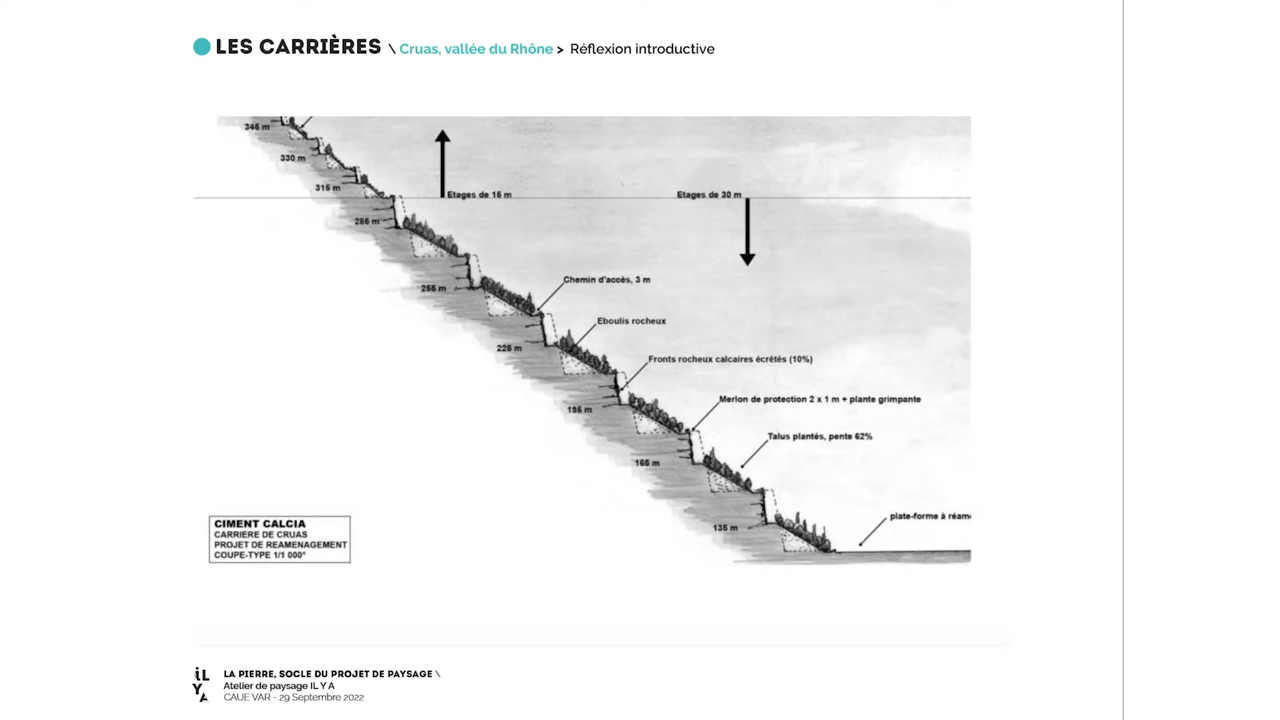 LES CARRIÈRES \ Cruas, vallée du Rhône > Réflexion introductive
345 m
330 m
315 m
Etages de 15 m
Etages de 30 m
285 m
Chemin d'accès, 3 m
255 m
Eboulis rocheux
225 m
Fronts rocheux calcaires écrêtés (10%)
Merlon de protection 2 x 1 m + plante grimpante
195 m
Talus plantés, pente 62%
165 m
plate-forme à réam
135 m
CIMENT CALCIA
CARRIERE DE CRUAS
PROJET DE REAMENAGEMENT
COUPE-TYPE 1/1 000°
iL
Y
A
LA PIERRE, SOCLE DU PROJET DE PAYSAGE \
Atelier de paysage IL Y A
CAUE VAR - 29 Septembre 2022